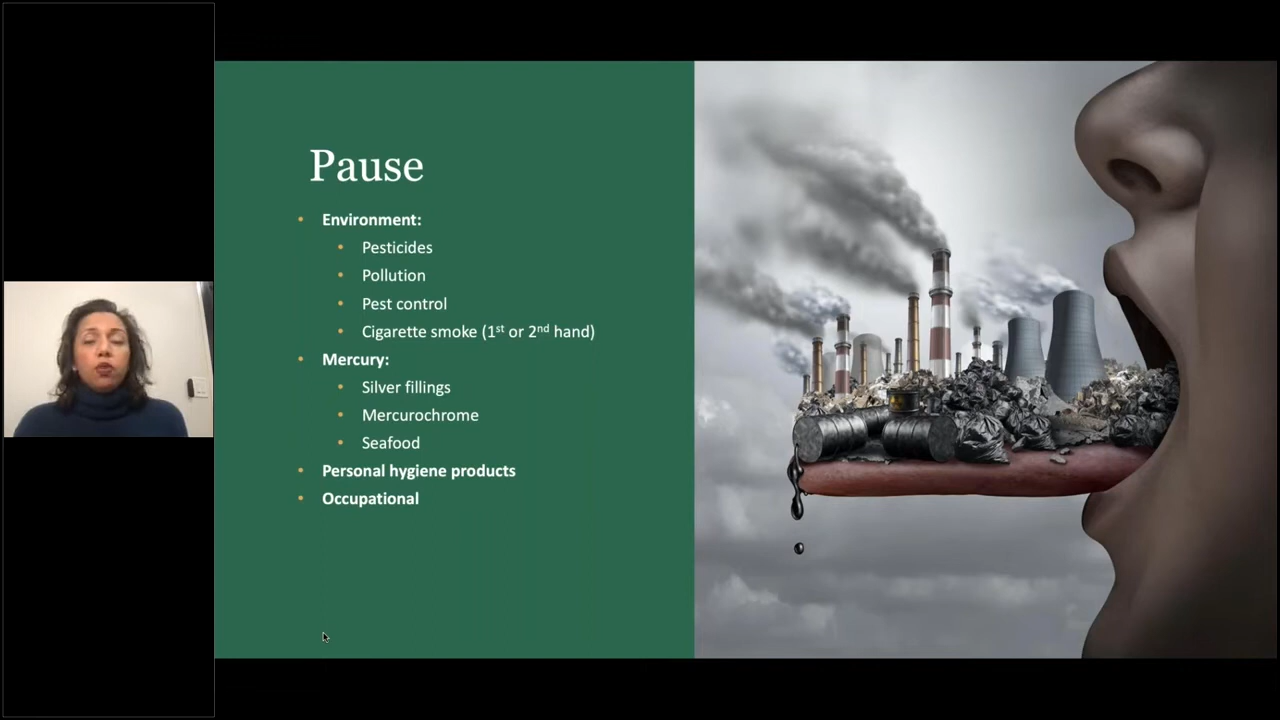 Pause
• Environment:
• Pesticides
• Pollution
• Pest control
• Cigarette smoke (1st or 2nd hand)
• Mercury:
• Silver fillings
• Mercurochrome
• Seafood
• Personal hygiene products
• Occupational